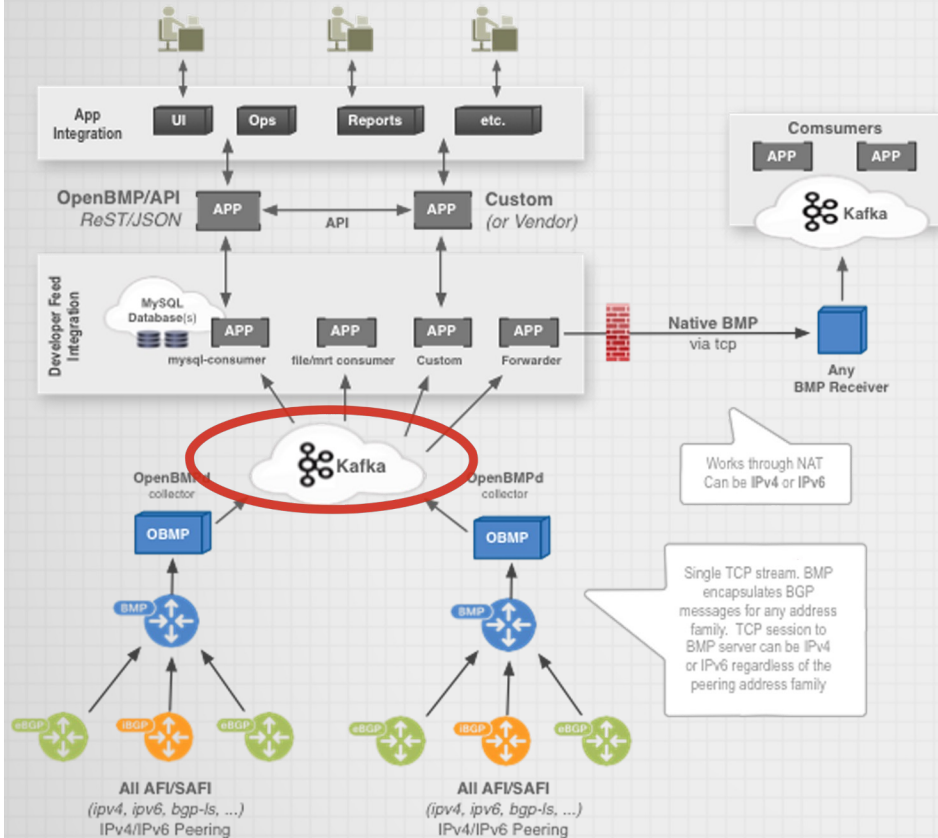 App
Integration
UI
Ops
Reports
etc.
OpenBMP/API
ReST/JSON
APP
API
APP
Custom
(or Vendor)
Comsumers
APP
APP
Kafka
Developer Feed
Integration
MySQL
Database(s)
APP
mysql-consumer
APP
file/mrt consumer
APP
Custom
APP
Forwarder
Native BMP
via tcp
Any
BMP Receiver
Works through NAT
Can be IPv4 or IPv6
Kafka
OpenBMPd
collector
OBMP
OpenBMPd
collector
OBMP
Single TCP stream. BMP
encapsulates BGP
messages for any address
family. TCP session to
BMP server can be IPv4
or IPv6 regardless of the
peering address family
BMP
eBGP
iBGP
eBGP
All AFI/SAFI
(ipv4, ipv6, bgp-ls, ...)
IPv4/IPv6 Peering
BMP
eBGP
iBGP
eBGP
All AFI/SAFI
(ipv4, ipv6, bgp-ls, ...)
IPv4/IPv6 Peering